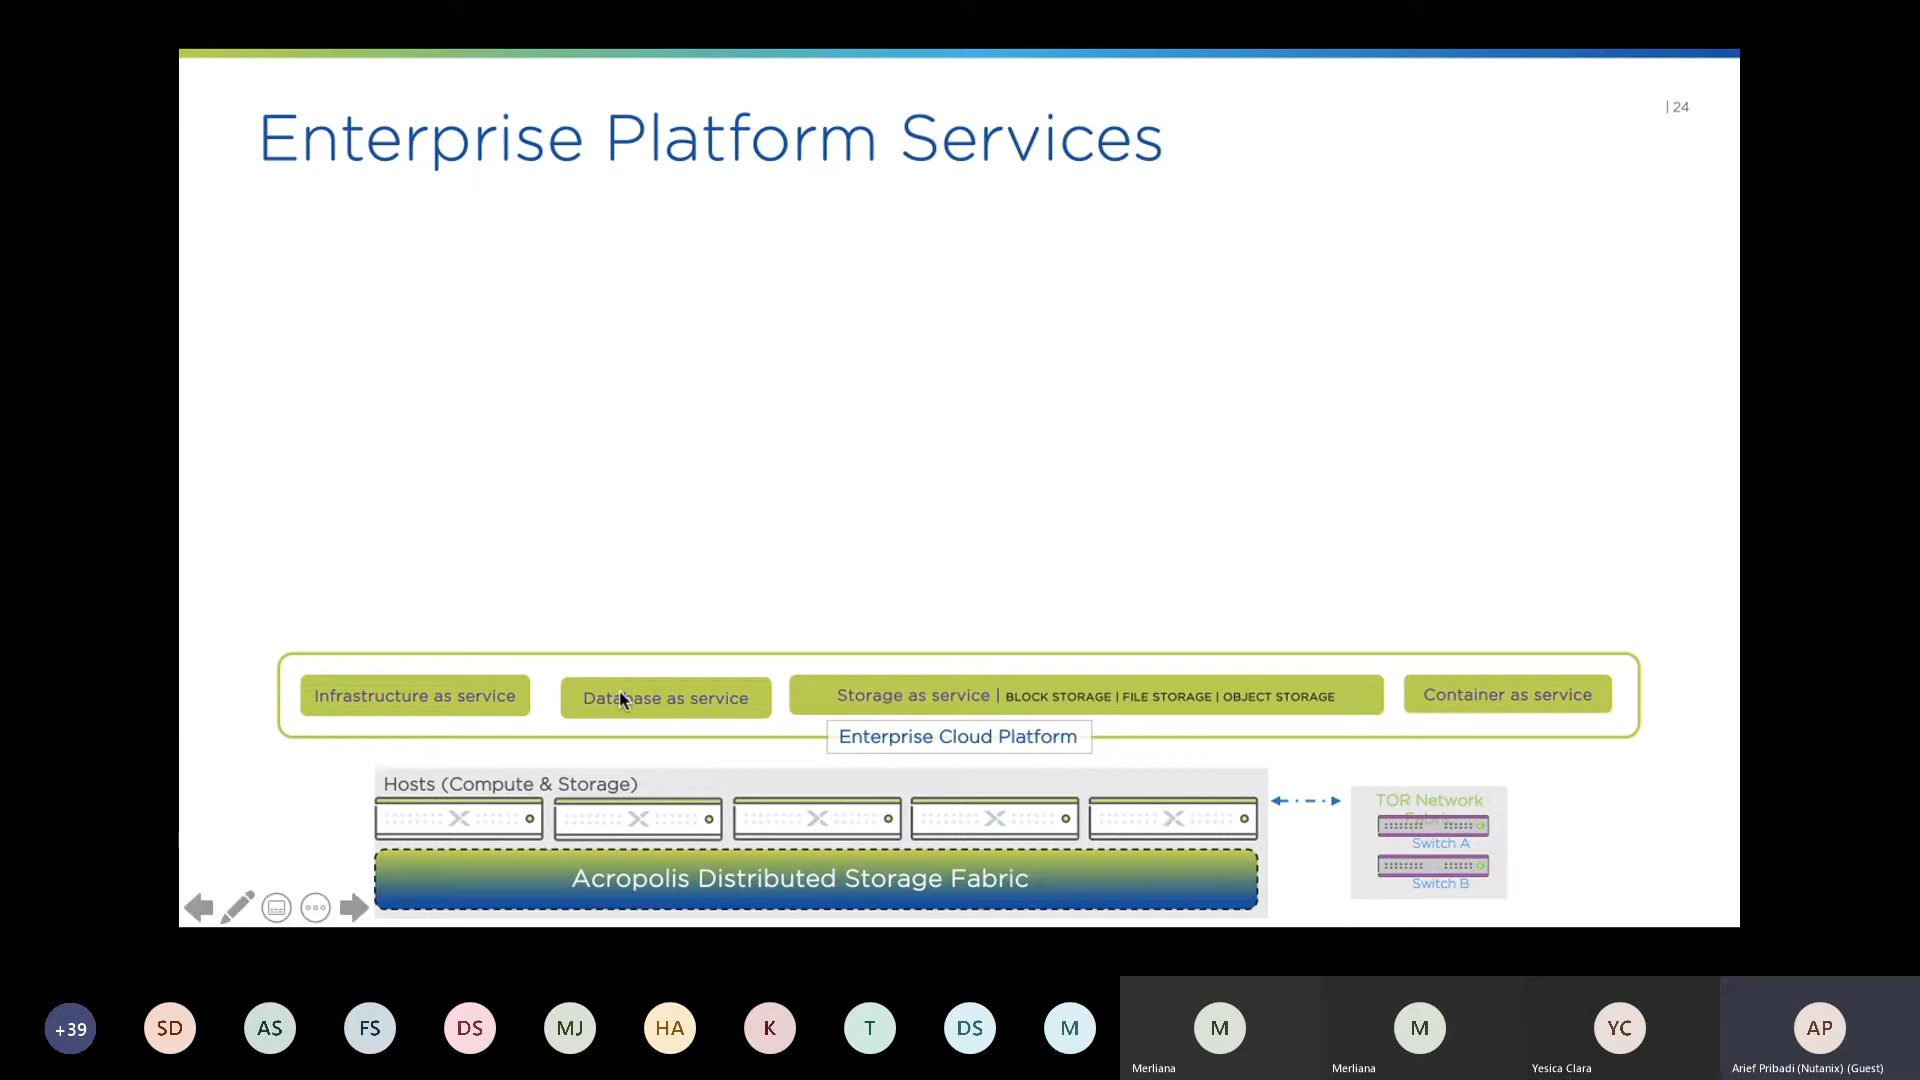 | 24
Enterprise Platform Services
Infrastructure as service
Database as service
Storage as service | BLOCK STORAGE | FILE STORAGE | OBJECT STORAGE
Container as service
Enterprise Cloud Platform
Hosts (Compute & Storage)
TOR Network
Switch A
Switch B
Acropolis Distributed Storage Fabric
+39
SD
AS
FS
DS
MJ
HA
K
T
DS
M
M
M
YC
AP
Merliana
Merliana
Yesica Clara
Arief Pribadi (Nutanix) (Guest)